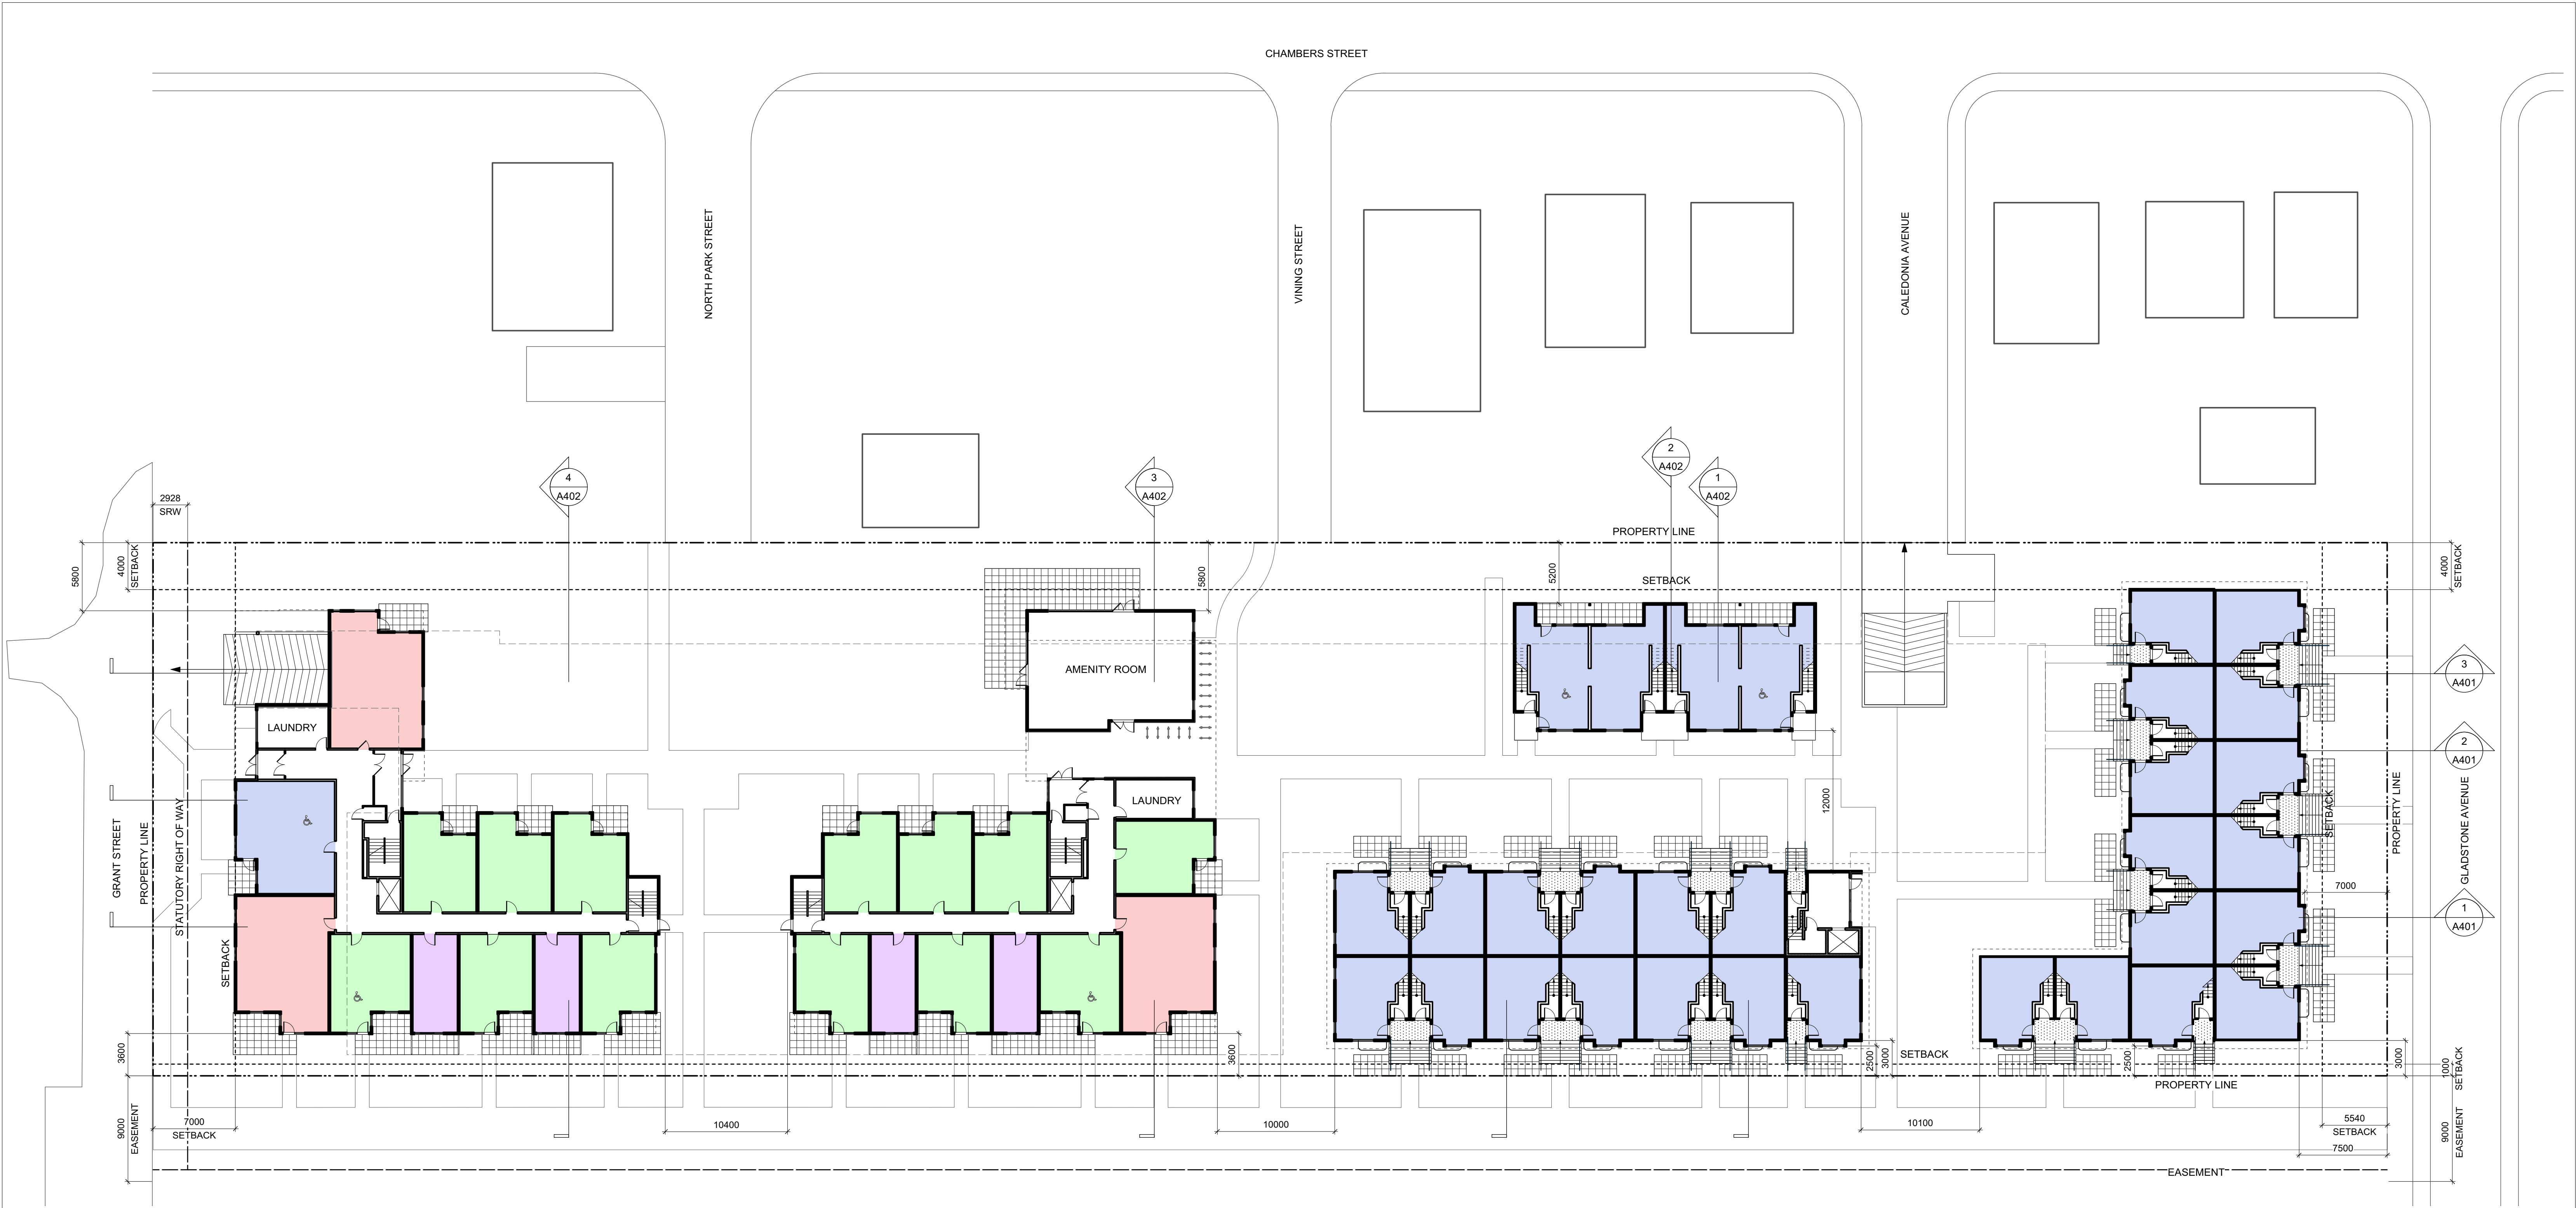 CHAMBERS STREET
NORTH PARK STREET
VINING STREET
CALEDONIA AVENUE
2
A402
4
A402
3
A402
1
A402
2928
SRW
PROPERTY LINE
5800
4000
SETBACK
5800
5200
SETBACK
4000
SETBACK
AMENITY ROOM
3
A401
LAUNDRY
2
A401
LAUNDRY
12000
GRANT STREET
PROPERTY LINE
STATUTORY RIGHT OF WAY
SETBACK
SETBACK
PROPERTY LINE
GLADSTONE AVENUE
7000
1
A401
3600
3600
2500
3000
SETBACK
2500
3000
1000
SETBACK
PROPERTY LINE
9000
EASEMENT
7000
SETBACK
10400
10000
10100
5540
SETBACK
7500
9000
EASEMENT
EASEMENT